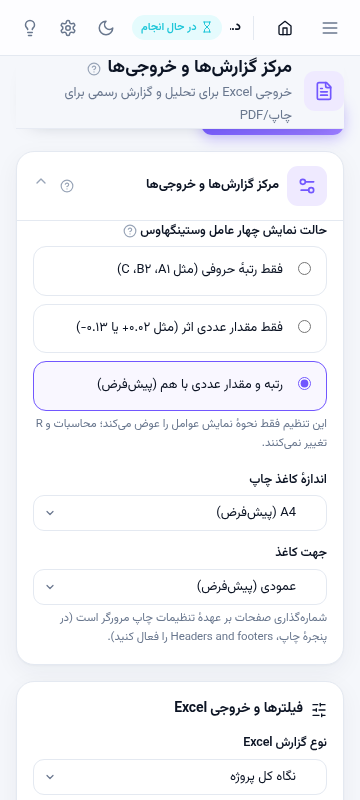 د..
در حال انجام
مرکز گزارش‌ها و خروجی‌ها
خروجی Excel برای تحلیل و گزارش رسمی برای
چاپ/PDF
مرکز گزارش‌ها و خروجی‌ها
حالت نمایش چهار عامل وستینگهاوس
فقط رتبهٔ حروفی (مثل A1، B2، C)
فقط مقدار عددی اثر (مثل +۰.۰۲ یا −۰.۱۳)
رتبه و مقدار عددی با هم (پیش‌فرض)
این تنظیم فقط نحوهٔ نمایش عوامل را عوض می‌کند؛ محاسبات و R
تغییر نمی‌کنند.
اندازهٔ کاغذ چاپ
A4 (پیش‌فرض)
جهت کاغذ
عمودی (پیش‌فرض)
شماره‌گذاری صفحات بر عهدهٔ تنظیمات چاپ مرورگر است (در
پنجرهٔ چاپ، Headers and footers را فعال کنید).
فیلترها و خروجی Excel
نوع گزارش Excel
نگاه کل پروژه